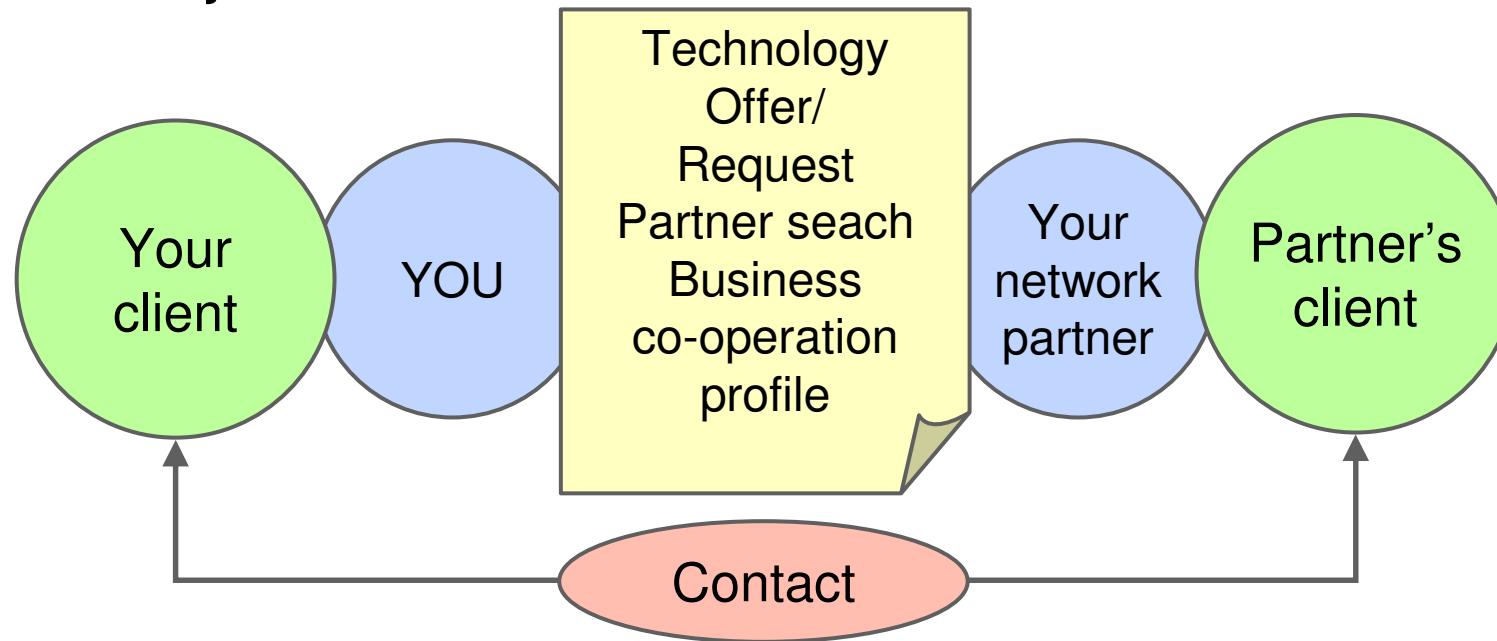 Technology
Offer/
Request
Partner seach
Business
co-operation
profile
Your
client
YOU
Your
network
partner
Partner’s
client
Contact